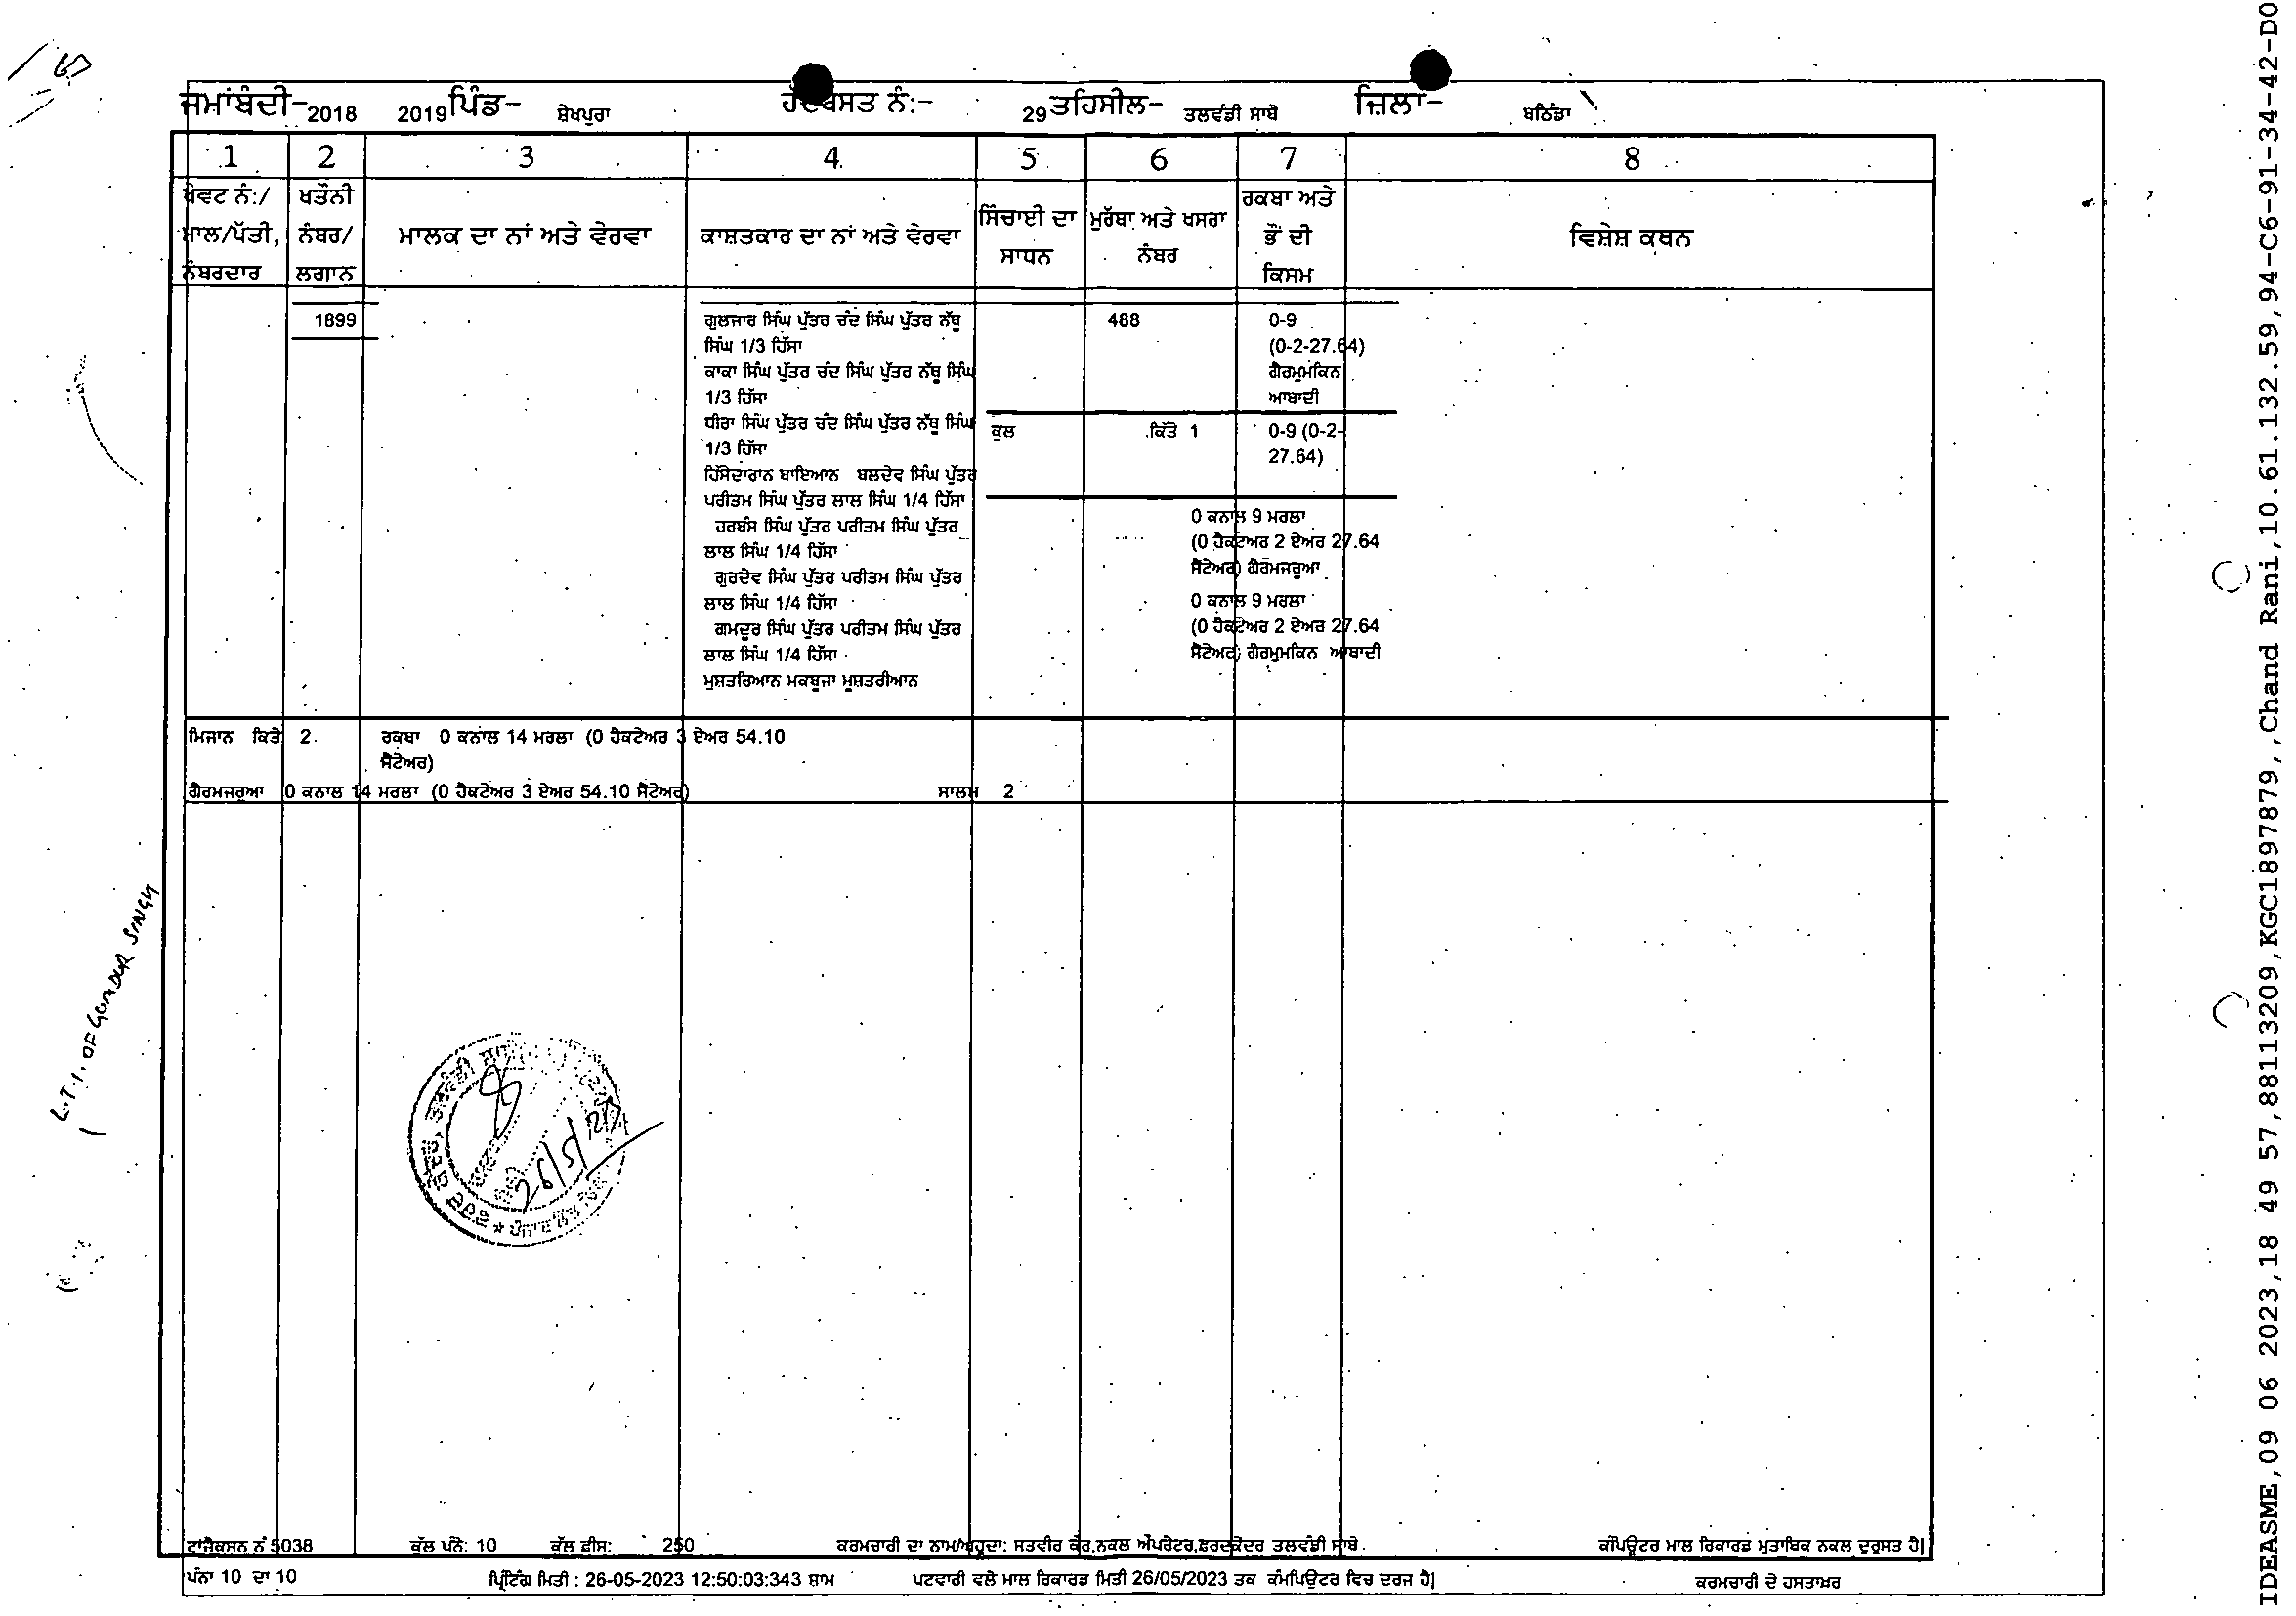 ਜਮਾਂਬੰਦੀ- 2018 2019 ਪਿੰਡ- ਸ਼ੇਖਪੁਰਾ ਹੱਦਬਸਤ ਨੰ:- 29 ਤਹਿਸੀਲ- ਤਲਵੰਡੀ ਸਾਬੋ ਜ਼ਿਲਾ- ਬਠਿੰਡਾ
1 2 3 4 5 6 7 8
ਖੇਵਟ ਨੰ:/
ਮਾਲ/ਪੱਤੀ,
ਨੰਬਰਦਾਰ
ਖਤੌਨੀ
ਨੰਬਰ/
ਲਗਾਨ
ਮਾਲਕ ਦਾ ਨਾਂ ਅਤੇ ਵੇਰਵਾ
ਕਾਸ਼ਤਕਾਰ ਦਾ ਨਾਂ ਅਤੇ ਵੇਰਵਾ
ਸਿੰਚਾਈ ਦਾ
ਸਾਧਨ
ਮੁਰੱਬਾ ਅਤੇ ਖਸਰਾ
ਨੰਬਰ
ਰਕਬਾ ਅਤੇ
ਭੌਂ ਦੀ
ਕਿਸਮ
ਵਿਸ਼ੇਸ਼ ਕਥਨ
1899
ਗੁਲਜਾਰ ਸਿੰਘ ਪੁੱਤਰ ਚੰਦ ਸਿੰਘ ਪੁੱਤਰ ਨੱਥੂ
ਸਿੰਘ 1/3 ਹਿੱਸਾ
ਕਾਕਾ ਸਿੰਘ ਪੁੱਤਰ ਚੰਦ ਸਿੰਘ ਪੁੱਤਰ ਨੱਥੂ ਸਿੰਘ
1/3 ਹਿੱਸਾ
ਧੀਰਾ ਸਿੰਘ ਪੁੱਤਰ ਚੰਦ ਸਿੰਘ ਪੁੱਤਰ ਨੱਥੂ ਸਿੰਘ
1/3 ਹਿੱਸਾ
ਹਿੱਸੇਦਾਰਾਨ ਬਾਇਆਨ ਬਲਦੇਵ ਸਿੰਘ ਪੁੱਤਰ
ਪਰੀਤਮ ਸਿੰਘ ਪੁੱਤਰ ਲਾਲ ਸਿੰਘ 1/4 ਹਿੱਸਾ
ਹਰਬੰਸ ਸਿੰਘ ਪੁੱਤਰ ਪਰੀਤਮ ਸਿੰਘ ਪੁੱਤਰ
ਲਾਲ ਸਿੰਘ 1/4 ਹਿੱਸਾ
ਗੁਰਦੇਵ ਸਿੰਘ ਪੁੱਤਰ ਪਰੀਤਮ ਸਿੰਘ ਪੁੱਤਰ
ਲਾਲ ਸਿੰਘ 1/4 ਹਿੱਸਾ
ਗਮਦੂਰ ਸਿੰਘ ਪੁੱਤਰ ਪਰੀਤਮ ਸਿੰਘ ਪੁੱਤਰ
ਲਾਲ ਸਿੰਘ 1/4 ਹਿੱਸਾ
ਮੁਸ਼ਤਰਿਆਨ ਮਕਬੂਜਾ ਮੁਸ਼ਤਰੀਆਨ
488
0-9
(0-2-27.64)
ਗੈਰਮੁਮਕਿਨ
ਆਬਾਦੀ
ਕੁਲ ਕਿੱਤੇ 1 0-9 (0-2-
27.64)
0 ਕਨਾਲ 9 ਮਰਲਾ
(0 ਹੈਕਟੇਅਰ 2 ਏਅਰ 27.64
ਸੈਂਟੇਅਰ) ਗੈਰਮਜਰੂਆ
0 ਕਨਾਲ 9 ਮਰਲਾ
(0 ਹੈਕਟੇਅਰ 2 ਏਅਰ 27.64
ਸੈਂਟੇਅਰ) ਗੈਰਮੁਮਕਿਨ ਆਬਾਦੀ
ਮਿਜਾਨ ਕਿਤੇ 2 ਰਕਬਾ 0 ਕਨਾਲ 14 ਮਰਲਾ (0 ਹੈਕਟੇਅਰ 3 ਏਅਰ 54.10
ਸੈਂਟੇਅਰ)
ਗੈਰਮਜਰੂਆ 0 ਕਨਾਲ 14 ਮਰਲਾ (0 ਹੈਕਟੇਅਰ 3 ਏਅਰ 54.10 ਸੈਂਟੇਅਰ) ਸਾਲਮ 2
L.T.I. OF GOMDUR SINGH
26/5/23
ਟਾਂਜੈਕਸਨ ਨੰ 5038 ਕੱਲ ਪੰਨੇ: 10 ਕੱਲ ਫ਼ੀਸ: 250 ਕਰਮਚਾਰੀ ਦਾ ਨਾਮ/ਅਹੁਦਾ: ਸਤਵੀਰ ਕੌਰ,ਨਕਲ ਅੱਪਰੇਟਰ,ਫ਼ਰਦਕੇਂਦਰ ਤਲਵੰਡੀ ਸਾਬੋ ਕੰਪਿਊਟਰ ਮਾਲ ਰਿਕਾਰਡ ਮੁਤਾਬਿਕ ਨਕਲ ਦੁਰੁਸਤ ਹੈ|
ਪੰਨਾ 10 ਦਾ 10 ਪ੍ਰਿੰਟਿੰਗ ਮਿਤੀ : 26-05-2023 12:50:03:343 ਸ਼ਾਮ ਪਟਵਾਰੀ ਵਲੋ ਮਾਲ ਰਿਕਾਰਡ ਮਿਤੀ 26/05/2023 ਤਕ ਕੰਮਪਿਉਟਰ ਵਿਚ ਦਰਜ ਹੈ| ਕਰਮਚਾਰੀ ਦੇ ਹਸਤਾਖ਼ਰ
IDEASME,09 06 2023,18 49 57,88113209,KGC1897879,,Chand Rani,10.61.132.59,94-C6-91-34-42-D0